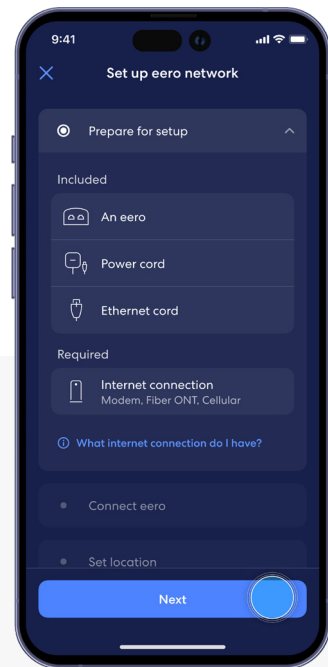 9:41
Set up eero network
Prepare for setup
Included
An eero
Power cord
Ethernet cord
Required
Internet connection
Modem, Fiber ONT, Cellular
What internet connection do I have?
Connect eero
Set location
Next